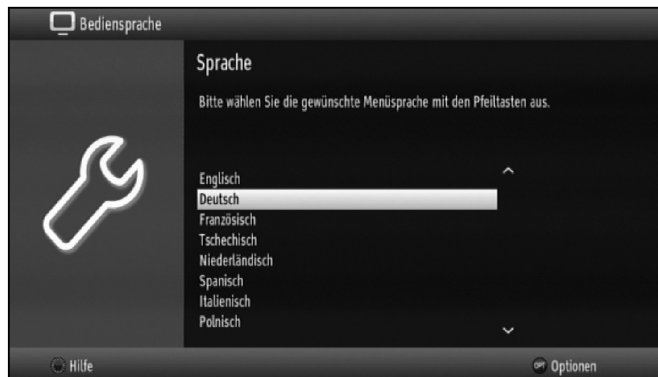 Bediensprache
Sprache
Bitte wählen Sie die gewünschte Menüsprache mit den Pfeiltasten aus.
Englisch
Deutsch
Französisch
Tschechisch
Niederländisch
Spanisch
Italienisch
Polnisch
Hilfe
OPT Optionen